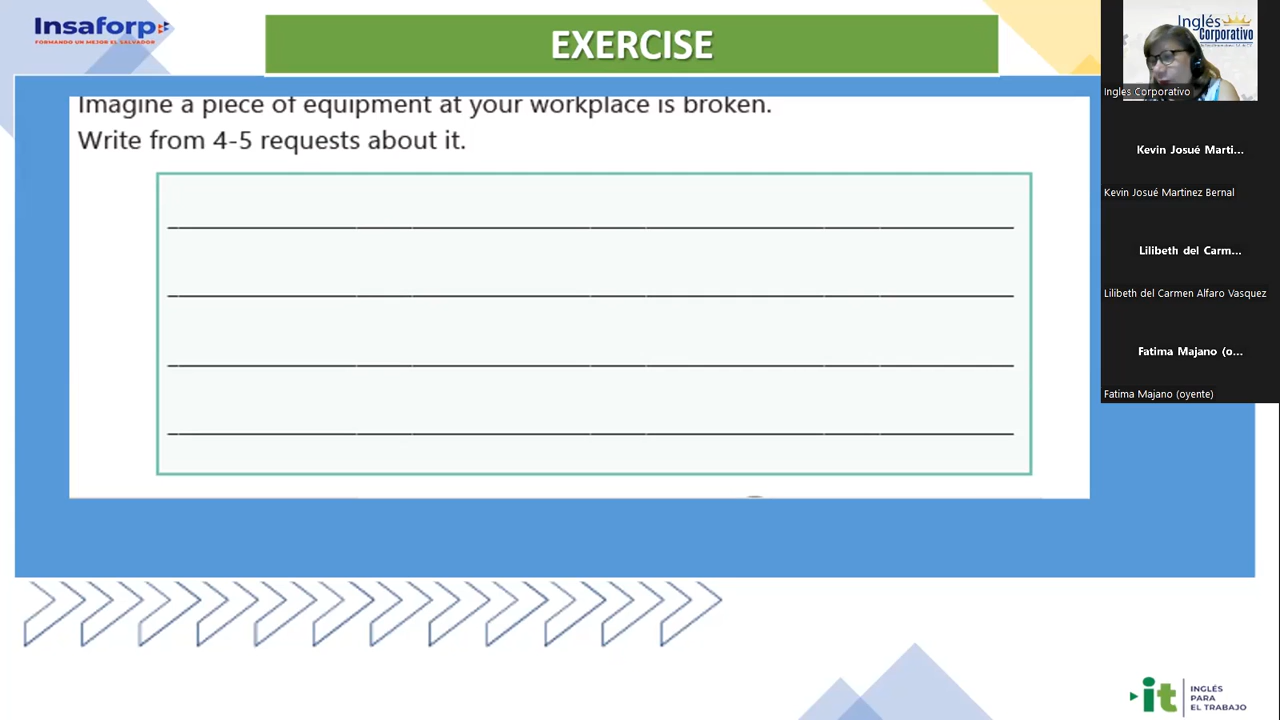 Insaforp
FORMANDO UN MEJOR EL SALVADOR
EXERCISE
Imagine a piece of equipment at your workplace is broken.
Write from 4-5 requests about it.
Inglés
Corporativo
Ingles Corporativo
Kevin Josué Marti...
Kevin Josué Martinez Bernal
Lilibeth del Carm...
Lilibeth del Carmen Alfaro Vasquez
Fatima Majano (o...
Fatima Majano (oyente)
it
INGLÉS
PARA
EL TRABAJO